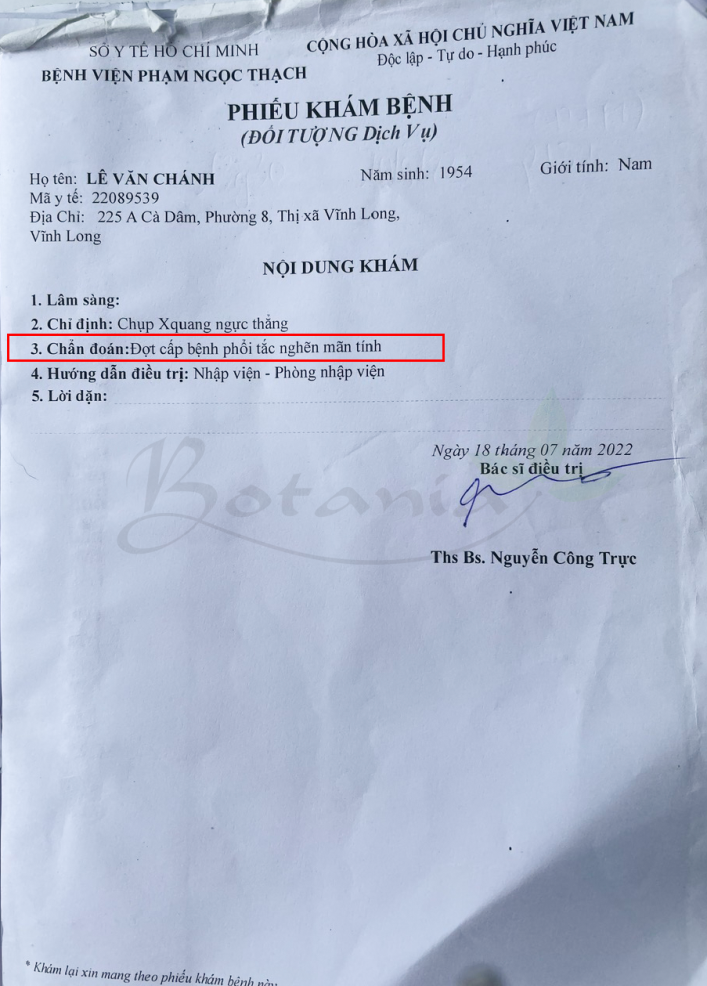 SỞ Y TẾ HỒ CHÍ MINH
BỆNH VIỆN PHẠM NGỌC THẠCH
CỘNG HÒA XÃ HỘI CHỦ NGHĨA VIỆT NAM
Độc lập - Tự do - Hạnh phúc
PHIẾU KHÁM BỆNH
(ĐỐI TƯỢNG Dịch Vụ)
Họ tên: LÊ VĂN CHÁNH Năm sinh: 1954 Giới tính: Nam
Mã y tế: 22089539
Địa Chỉ: 225 A Cà Dâm, Phường 8, Thị xã Vĩnh Long,
Vĩnh Long
NỘI DUNG KHÁM
1. Lâm sàng:
2. Chỉ định: Chụp Xquang ngực thẳng
3. Chẩn đoán:Đợt cấp bệnh phổi tắc nghẽn mãn tính
4. Hướng dẫn điều trị: Nhập viện - Phòng nhập viện
5. Lời dặn:
Ngày 18 tháng 07 năm 2022
Bác sĩ điều trị
Botania
Ths Bs. Nguyễn Công Trực
* Khám lại xin mang theo phiếu khám bệnh này